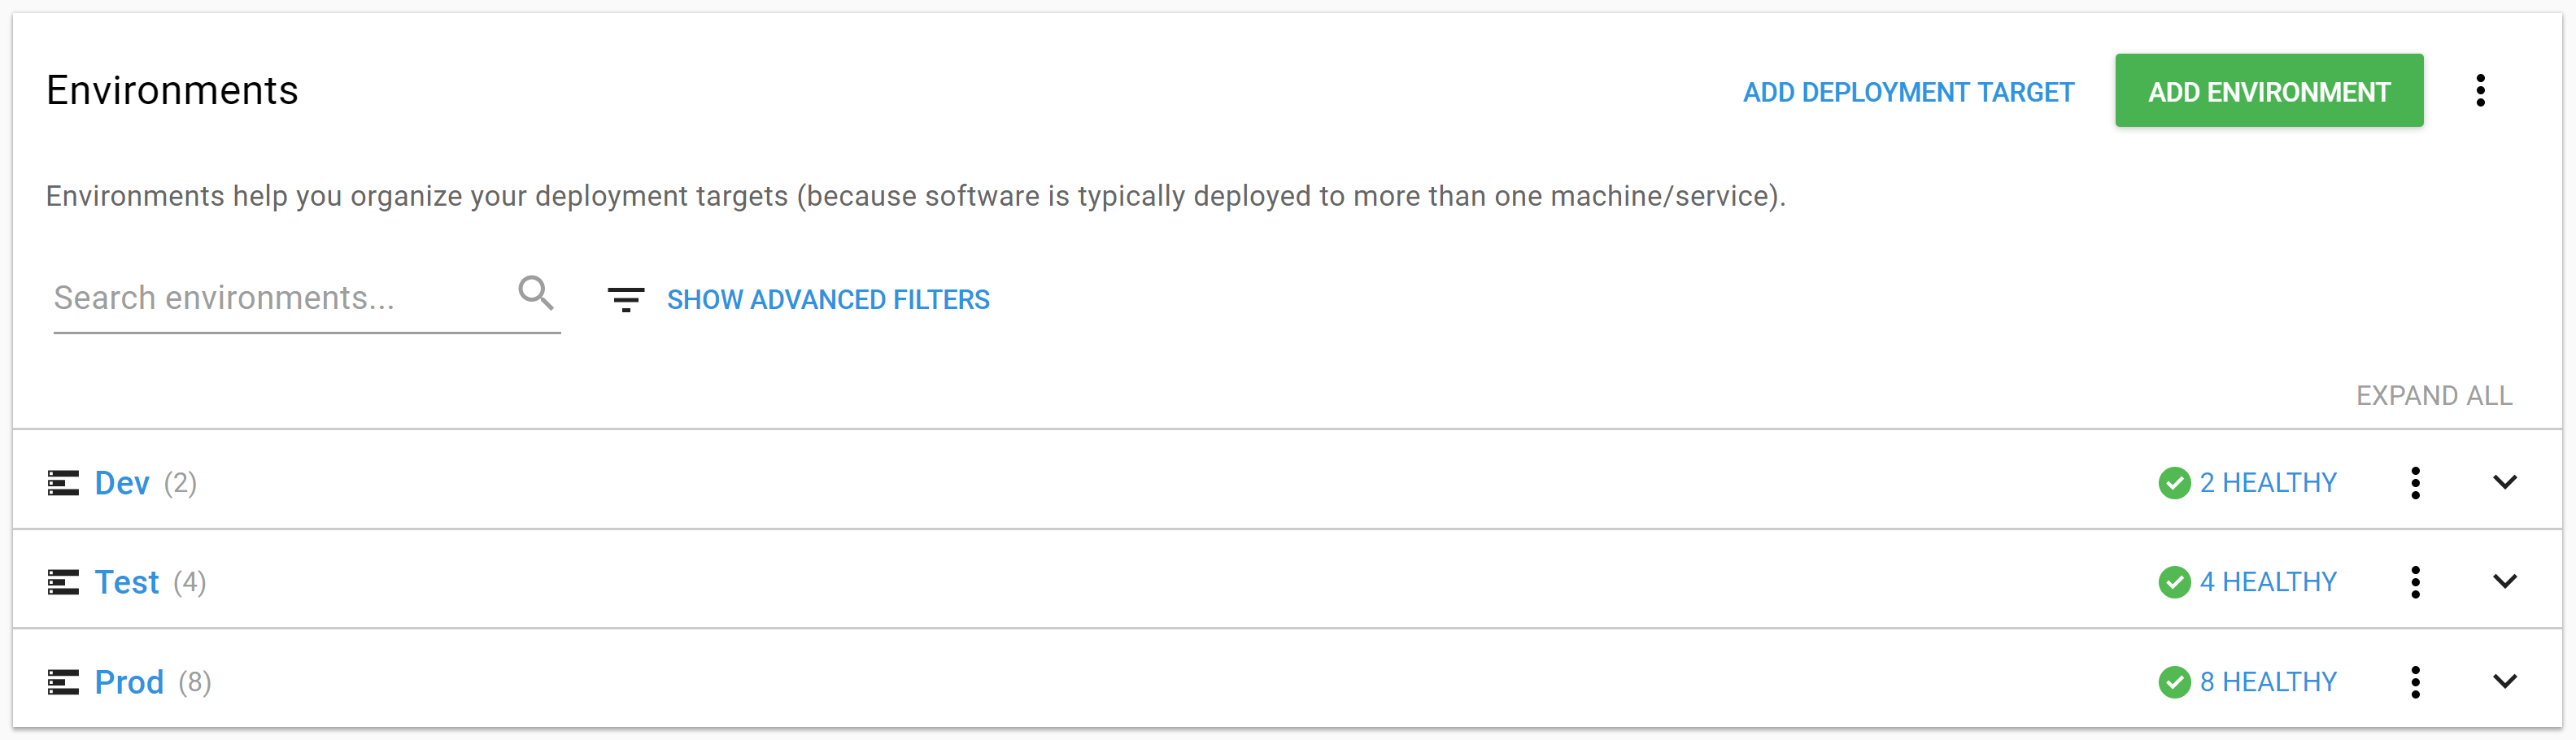 Environments
ADD DEPLOYMENT TARGET
ADD ENVIRONMENT
Environments help you organize your deployment targets (because software is typically deployed to more than one machine/service).
Search environments...
SHOW ADVANCED FILTERS
EXPAND ALL
Dev (2)
2 HEALTHY
Test (4)
4 HEALTHY
Prod (8)
8 HEALTHY